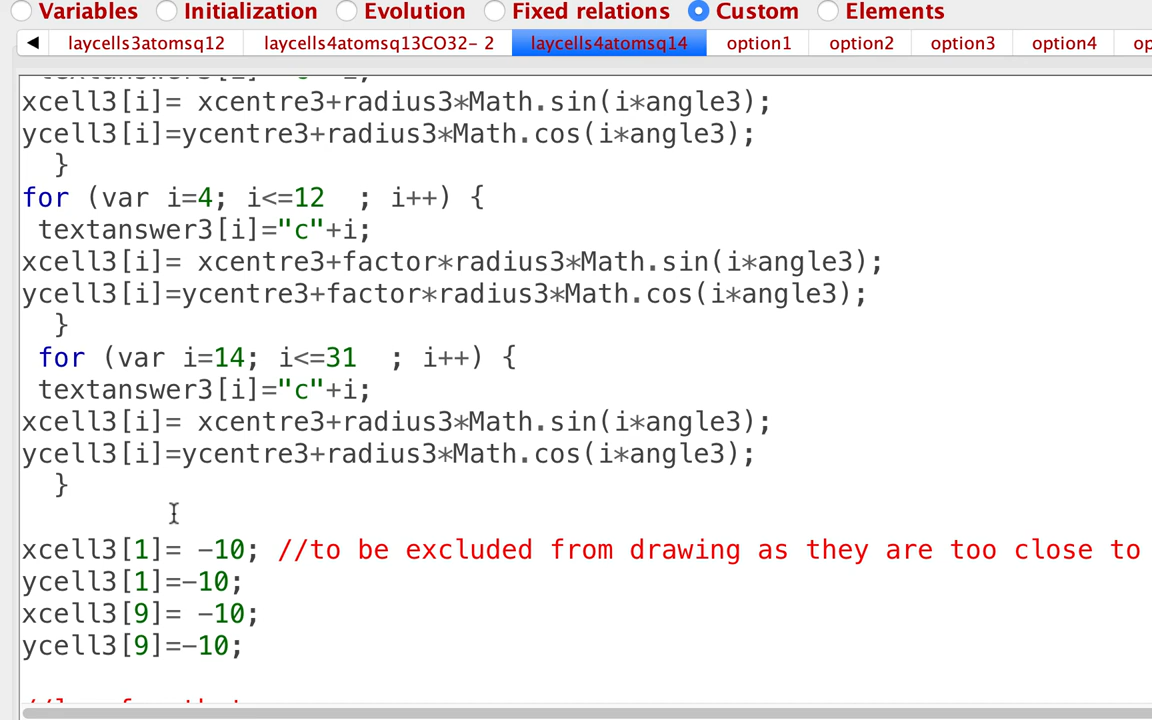 Variables Initialization Evolution Fixed relations Custom Elements
laycells3atomsq12 laycells4atomsq13CO32- 2 laycells4atomsq14 option1 option2 option3 option4
xcell3[i]= xcentre3+radius3*Math.sin(i*angle3);
ycell3[i]=ycentre3+radius3*Math.cos(i*angle3);
}
for (var i=4; i<=12 ; i++) {
textanswer3[i]="c"+i;
xcell3[i]= xcentre3+factor*radius3*Math.sin(i*angle3);
ycell3[i]=ycentre3+factor*radius3*Math.cos(i*angle3);
}
for (var i=14; i<=31 ; i++) {
textanswer3[i]="c"+i;
xcell3[i]= xcentre3+radius3*Math.sin(i*angle3);
ycell3[i]=ycentre3+radius3*Math.cos(i*angle3);
}
xcell3[1]= -10; //to be excluded from drawing as they are too close to
ycell3[1]=-10;
xcell3[9]= -10;
ycell3[9]=-10;